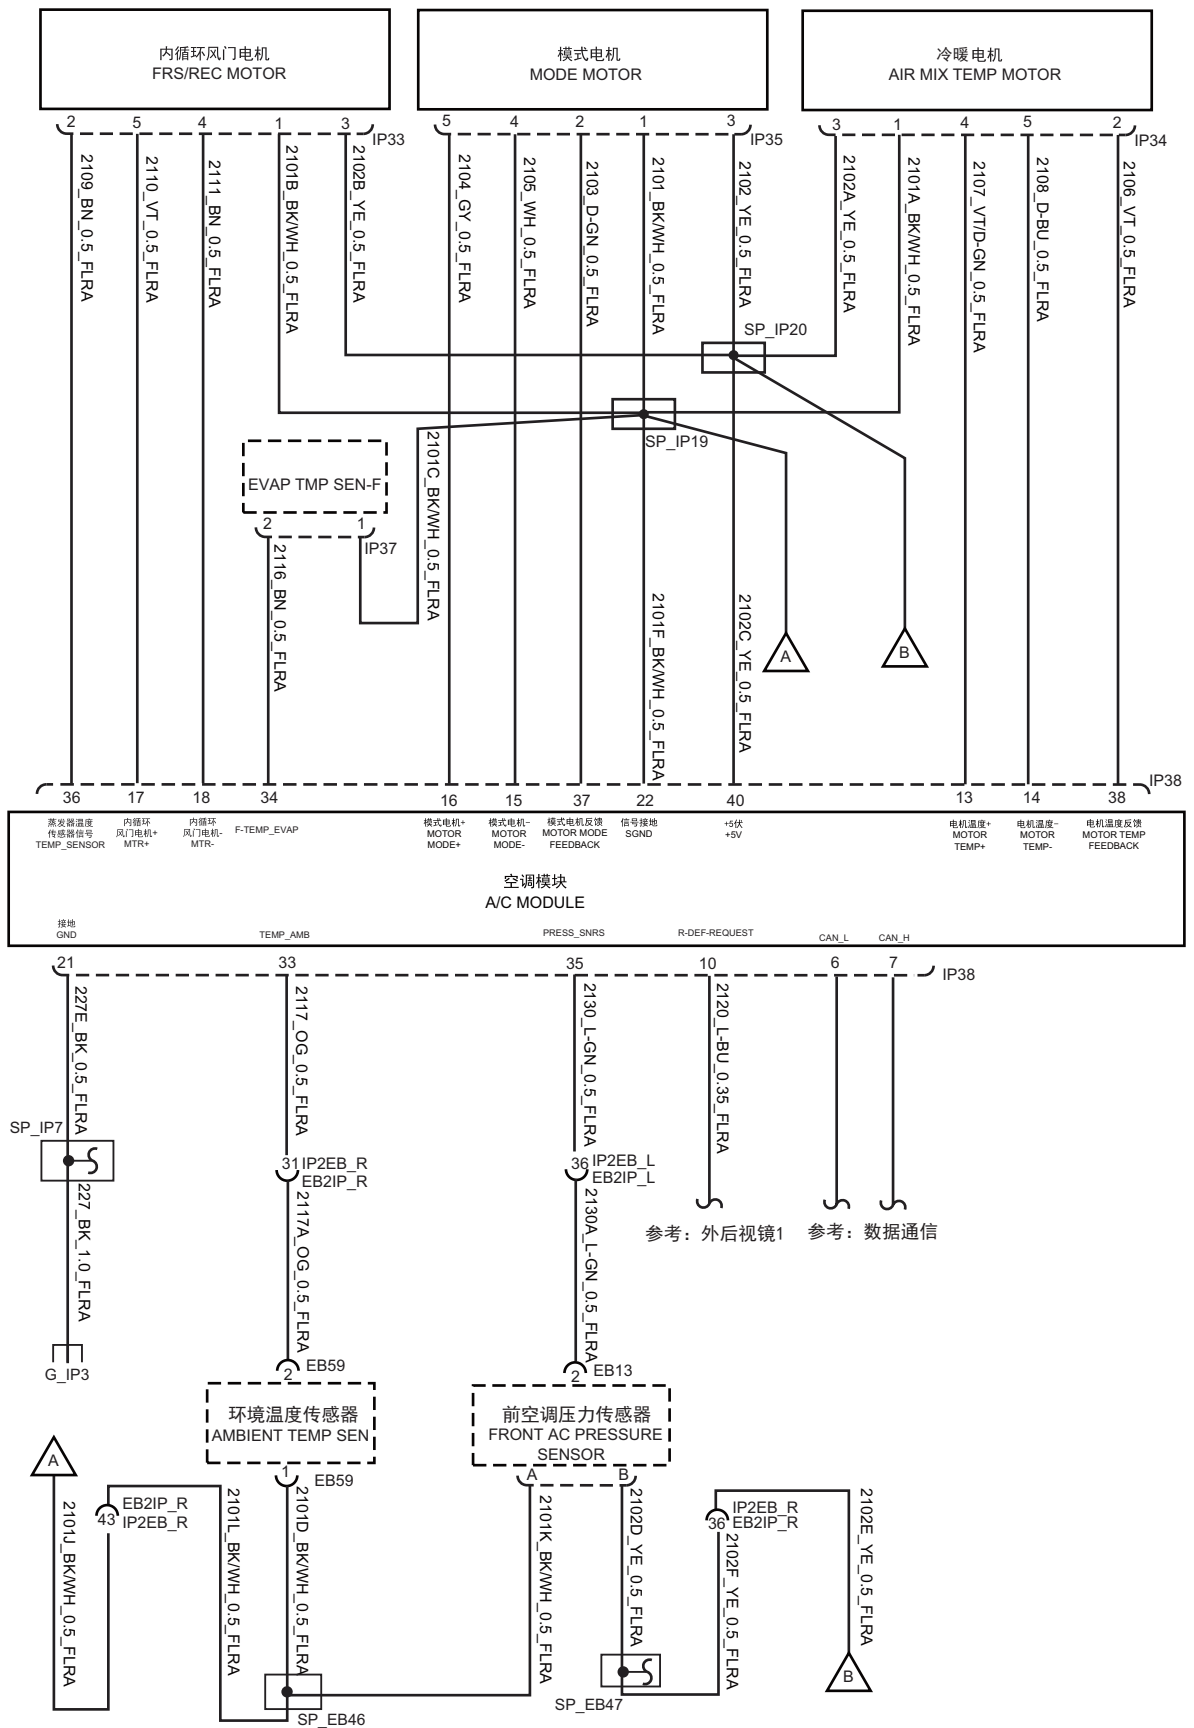 内循环风门电机
FRS/REC MOTOR
模式电机
MODE MOTOR
冷暖电机
AIR MIX TEMP MOTOR
2 5 4 1 3
IP33
5 4 2 1 3
IP35
3 1 4 5 2
IP34
2109_BN_0.5_FLRA
2110_VT_0.5_FLRA
2111_BN_0.5_FLRA
2101B_BK/WH_0.5_FLRA
2102B_YE_0.5_FLRA
2104_GY_0.5_FLRA
2105_WH_0.5_FLRA
2103_D-GN_0.5_FLRA
2101_BK/WH_0.5_FLRA
2102_YE_0.5_FLRA
2102A_YE_0.5_FLRA
2101A_BK/WH_0.5_FLRA
2107_VT/D-GN_0.5_FLRA
2108_D-BU_0.5_FLRA
2106_VT_0.5_FLRA
SP_IP20
SP_IP19
EVAP TMP SEN-F
2 1
IP37
2116_BN_0.5_FLRA
2101C_BK/WH_0.5_FLRA
2101F_BK/WH_0.5_FLRA
2102C_YE_0.5_FLRA
A
B
IP38
36 17 18 34 16 15 37 22 40 13 14 38
蒸发器温度
传感器信号
TEMP_SENSOR
内循环
风门电机+
MTR+
内循环
风门电机-
MTR-
F-TEMP_EVAP
模式电机+
MOTOR
MODE+
模式电机−
MOTOR
MODE-
模式电机反馈
MOTOR MODE
FEEDBACK
信号接地
SGND
+5伏
+5V
电机温度+
MOTOR
TEMP+
电机温度−
MOTOR
TEMP-
电机温度反馈
MOTOR TEMP
FEEDBACK
空调模块
A/C MODULE
接地
GND
TEMP_AMB
PRESS_SNRS
R-DEF-REQUEST
CAN_L
CAN_H
21 33 35 10 6 7
IP38
227E_BK_0.5_FLRA
2117_OG_0.5_FLRA
2130_L-GN_0.5_FLRA
2120_L-BU_0.35_FLRA
SP_IP7
31 IP2EB_R
EB2IP_R
36 IP2EB_L
EB2IP_L
227_BK_1.0_FLRA
2117A_OG_0.5_FLRA
2130A_L-GN_0.5_FLRA
参考：外后视镜1
参考：数据通信
G_IP3
EB59
2
EB13
2
环境温度传感器
AMBIENT TEMP SEN
前空调压力传感器
FRONT AC PRESSURE
SENSOR
A
1
EB59
A B
2101J_BK/WH_0.5_FLRA
EB2IP_R
43 IP2EB_R
2101L_BK/WH_0.5_FLRA
2101D_BK/WH_0.5_FLRA
2101K_BK/WH_0.5_FLRA
2102D_YE_0.5_FLRA
IP2EB_R
36 EB2IP_R
2102F_YE_0.5_FLRA
2102E_YE_0.5_FLRA
B
SP_EB46
SP_EB47